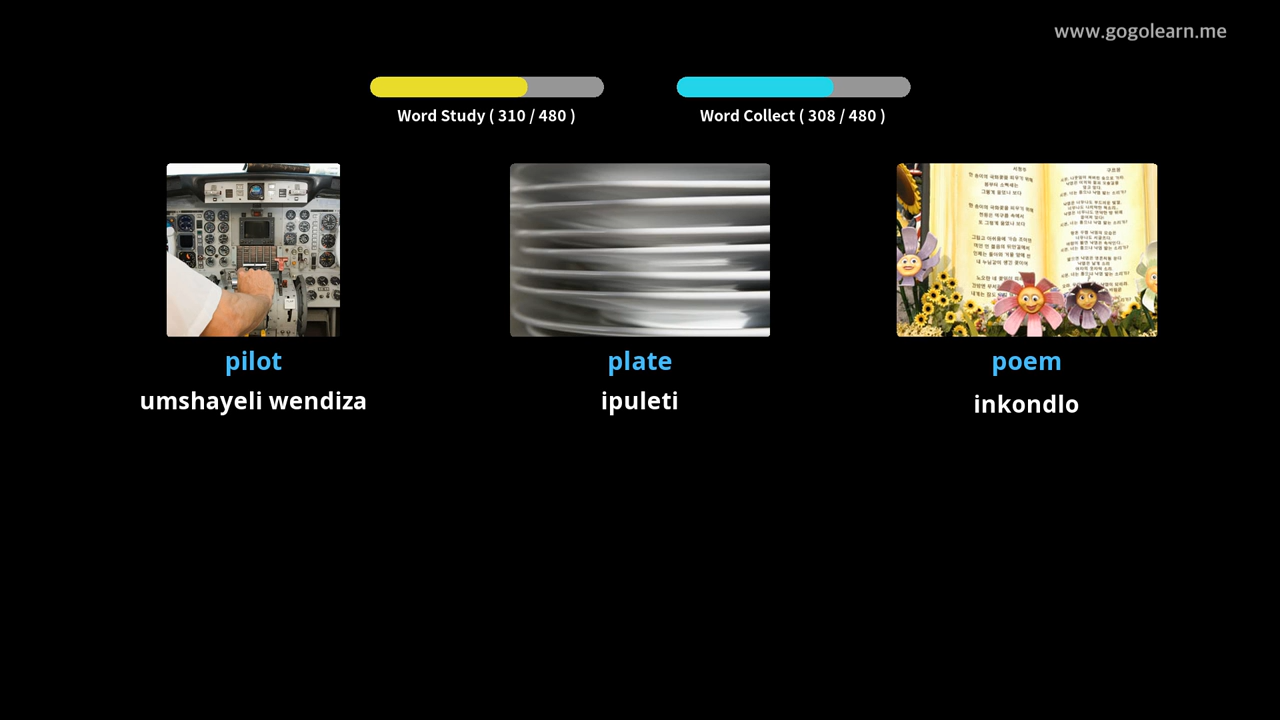 www.gogolearn.me
Word Study ( 310 / 480 )
Word Collect ( 308 / 480 )
pilot
plate
poem
umshayeli wendiza
ipuleti
inkondlo